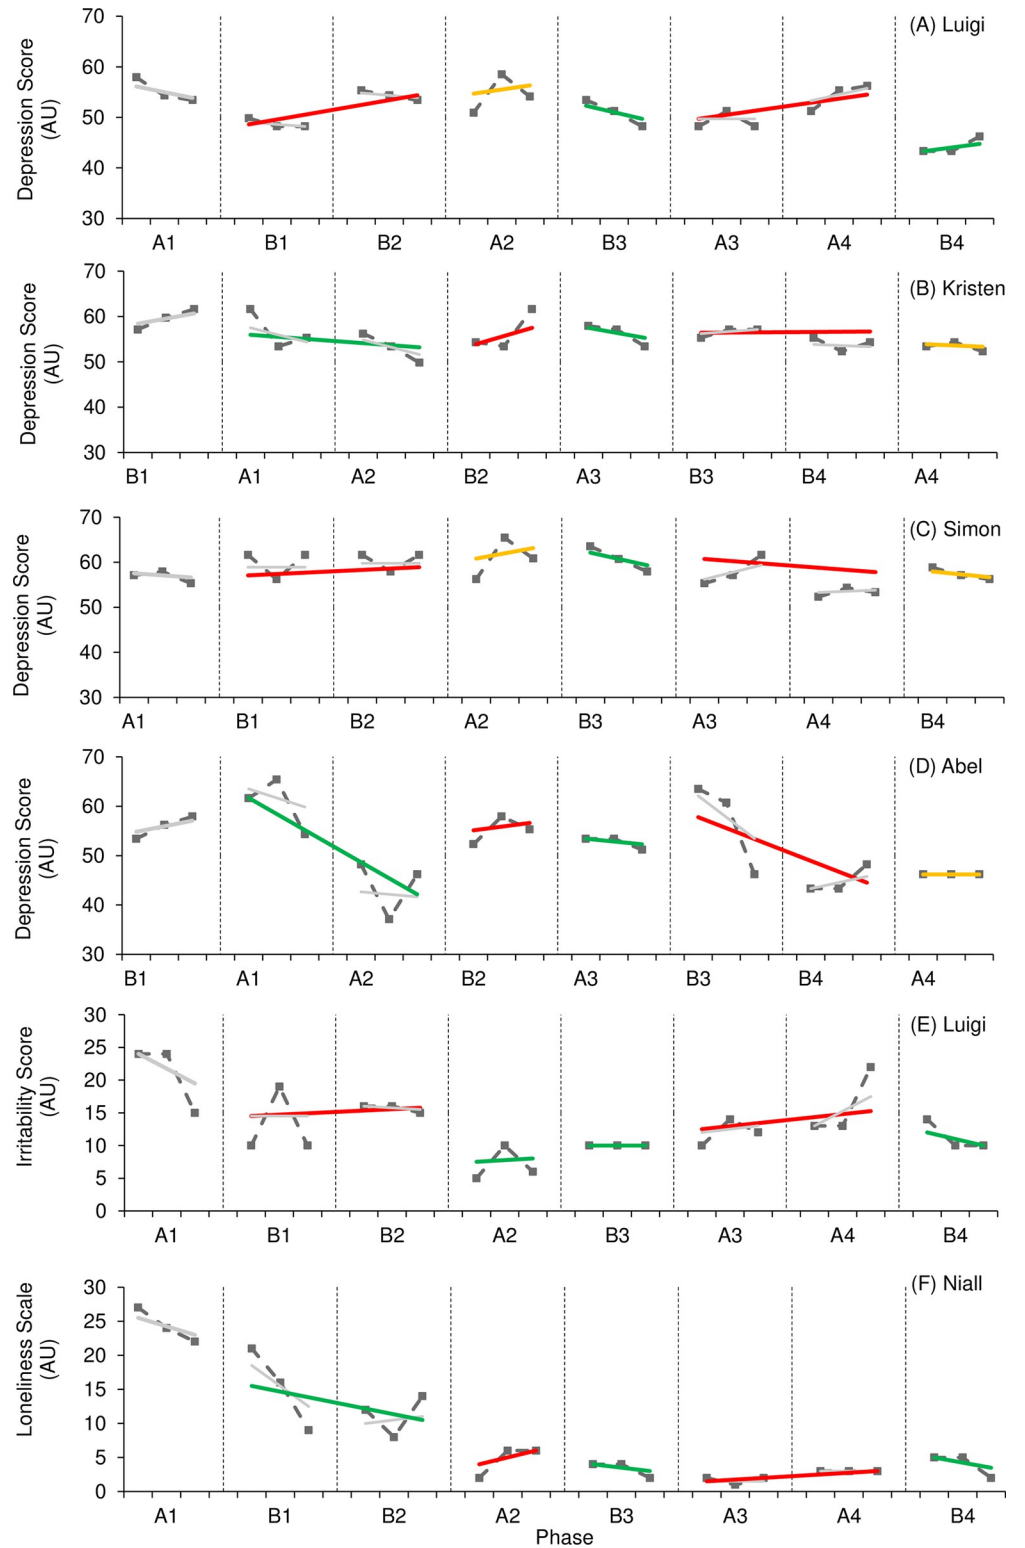 (A) Luigi
Depression Score
(AU)
70
60
50
40
30
A1 B1 B2 A2 B3 A3 A4 B4
(B) Kristen
Depression Score
(AU)
70
60
50
40
30
B1 A1 A2 B2 A3 B3 B4 A4
(C) Simon
Depression Score
(AU)
70
60
50
40
30
A1 B1 B2 A2 B3 A3 A4 B4
(D) Abel
Depression Score
(AU)
70
60
50
40
30
B1 A1 A2 B2 A3 B3 B4 A4
(E) Luigi
Irritability Score
(AU)
30
25
20
15
10
5
0
A1 B1 B2 A2 B3 A3 A4 B4
(F) Niall
Loneliness Scale
(AU)
30
25
20
15
10
5
0
A1 B1 B2 A2 B3 A3 A4 B4
Phase